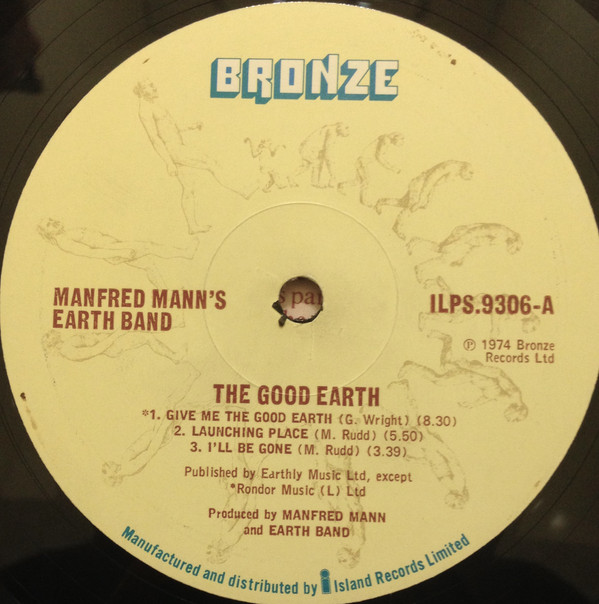 BRONZE
MANFRED MANN'S
EARTH BAND
ILPS.9306-A
℗ 1974 Bronze
Records Ltd
THE GOOD EARTH
*1. GIVE ME THE GOOD EARTH (G. Wright) (8.30)
2. LAUNCHING PLACE (M. Rudd) (5.50)
3. I'LL BE GONE (M. Rudd) (3.39)
Published by Earthly Music Ltd, except
*Rondor Music (L) Ltd
Produced by MANFRED MANN
and EARTH BAND
Manufactured and distributed by Island Records Limited